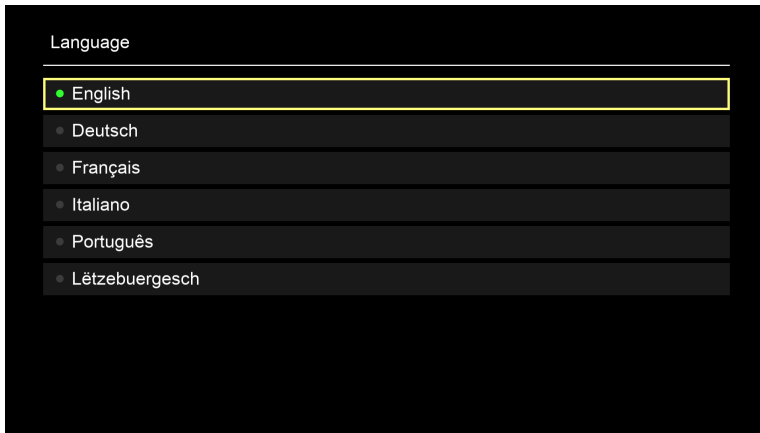 Language
English
Deutsch
Français
Italiano
Português
Lëtzebuergesch